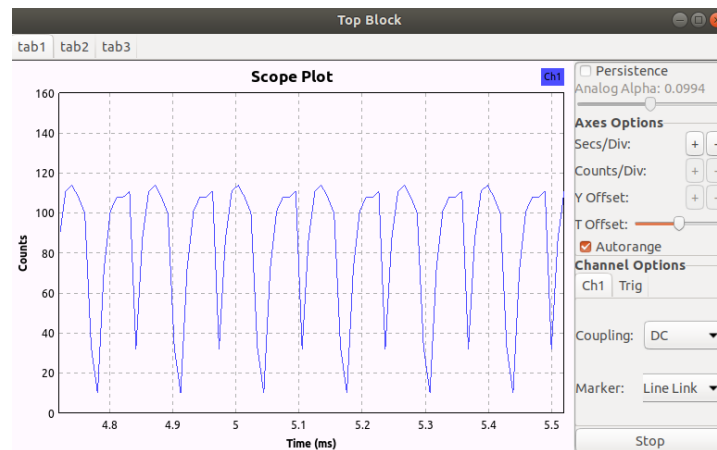 Top Block
tab1 tab2 tab3
Scope Plot
Ch1
160
140
120
100
80
60
40
20
0
Counts
4.8 4.9 5 5.1 5.2 5.3 5.4 5.5
Time (ms)
Persistence
Analog Alpha: 0.0994
Axes Options
Secs/Div: + -
Counts/Div: + -
Y Offset: + -
T Offset:
Autorange
Channel Options
Ch1 Trig
Coupling: DC
Marker: Line Link
Stop